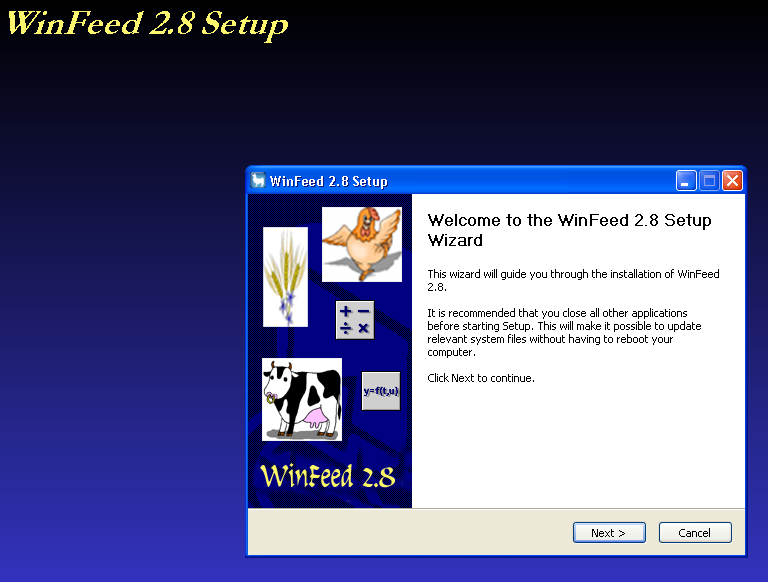 WinFeed 2.8 Setup
WinFeed 2.8 Setup
Welcome to the WinFeed 2.8 Setup
Wizard
This wizard will guide you through the installation of WinFeed
2.8.
It is recommended that you close all other applications
before starting Setup. This will make it possible to update
relevant system files without having to reboot your
computer.
Click Next to continue.
+ −
÷ ×
y=f(t,u)
WinFeed 2.8
Next >
Cancel